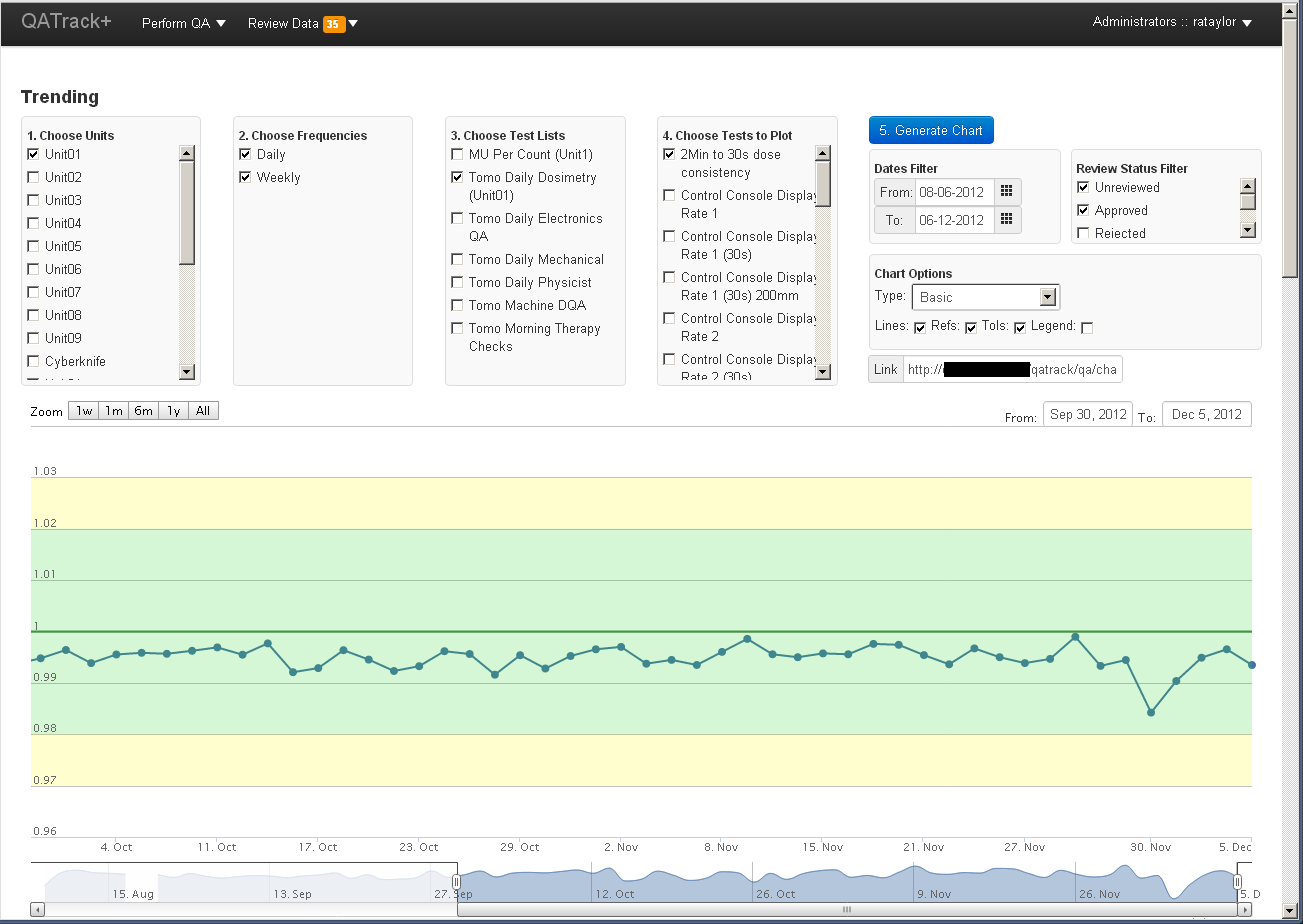 QATrack+ Perform QA Review Data 35 Administrators :: rataylor
Trending
1. Choose Units
Unit01
Unit02
Unit03
Unit04
Unit05
Unit06
Unit07
Unit08
Unit09
Cyberknife
2. Choose Frequencies
Daily
Weekly
3. Choose Test Lists
MU Per Count (Unit1)
Tomo Daily Dosimetry
(Unit01)
Tomo Daily Electronics
QA
Tomo Daily Mechanical
Tomo Daily Physicist
Tomo Machine DQA
Tomo Morning Therapy
Checks
4. Choose Tests to Plot
2Min to 30s dose
consistency
Control Console Display
Rate 1
Control Console Display
Rate 1 (30s)
Control Console Display
Rate 1 (30s) 200mm
Control Console Display
Rate 2
Control Console Display
Rate 2 (30s)
5. Generate Chart
Dates Filter
From: 08-06-2012
To: 06-12-2012
Review Status Filter
Unreviewed
Approved
Rejected
Chart Options
Type: Basic
Lines: Refs: Tols: Legend:
Link http:// /qatrack/qa/cha
Zoom 1w 1m 6m 1y All From: Sep 30, 2012 To: Dec 5, 2012
1.03
1.02
1.01
1
0.99
0.98
0.97
0.96
4. Oct 11. Oct 17. Oct 23. Oct 29. Oct 2. Nov 8. Nov 15. Nov 21. Nov 27. Nov 30. Nov 5. Dec
15. Aug 13. Sep 27. Sep 12. Oct 26. Oct 9. Nov 26. Nov 5. D